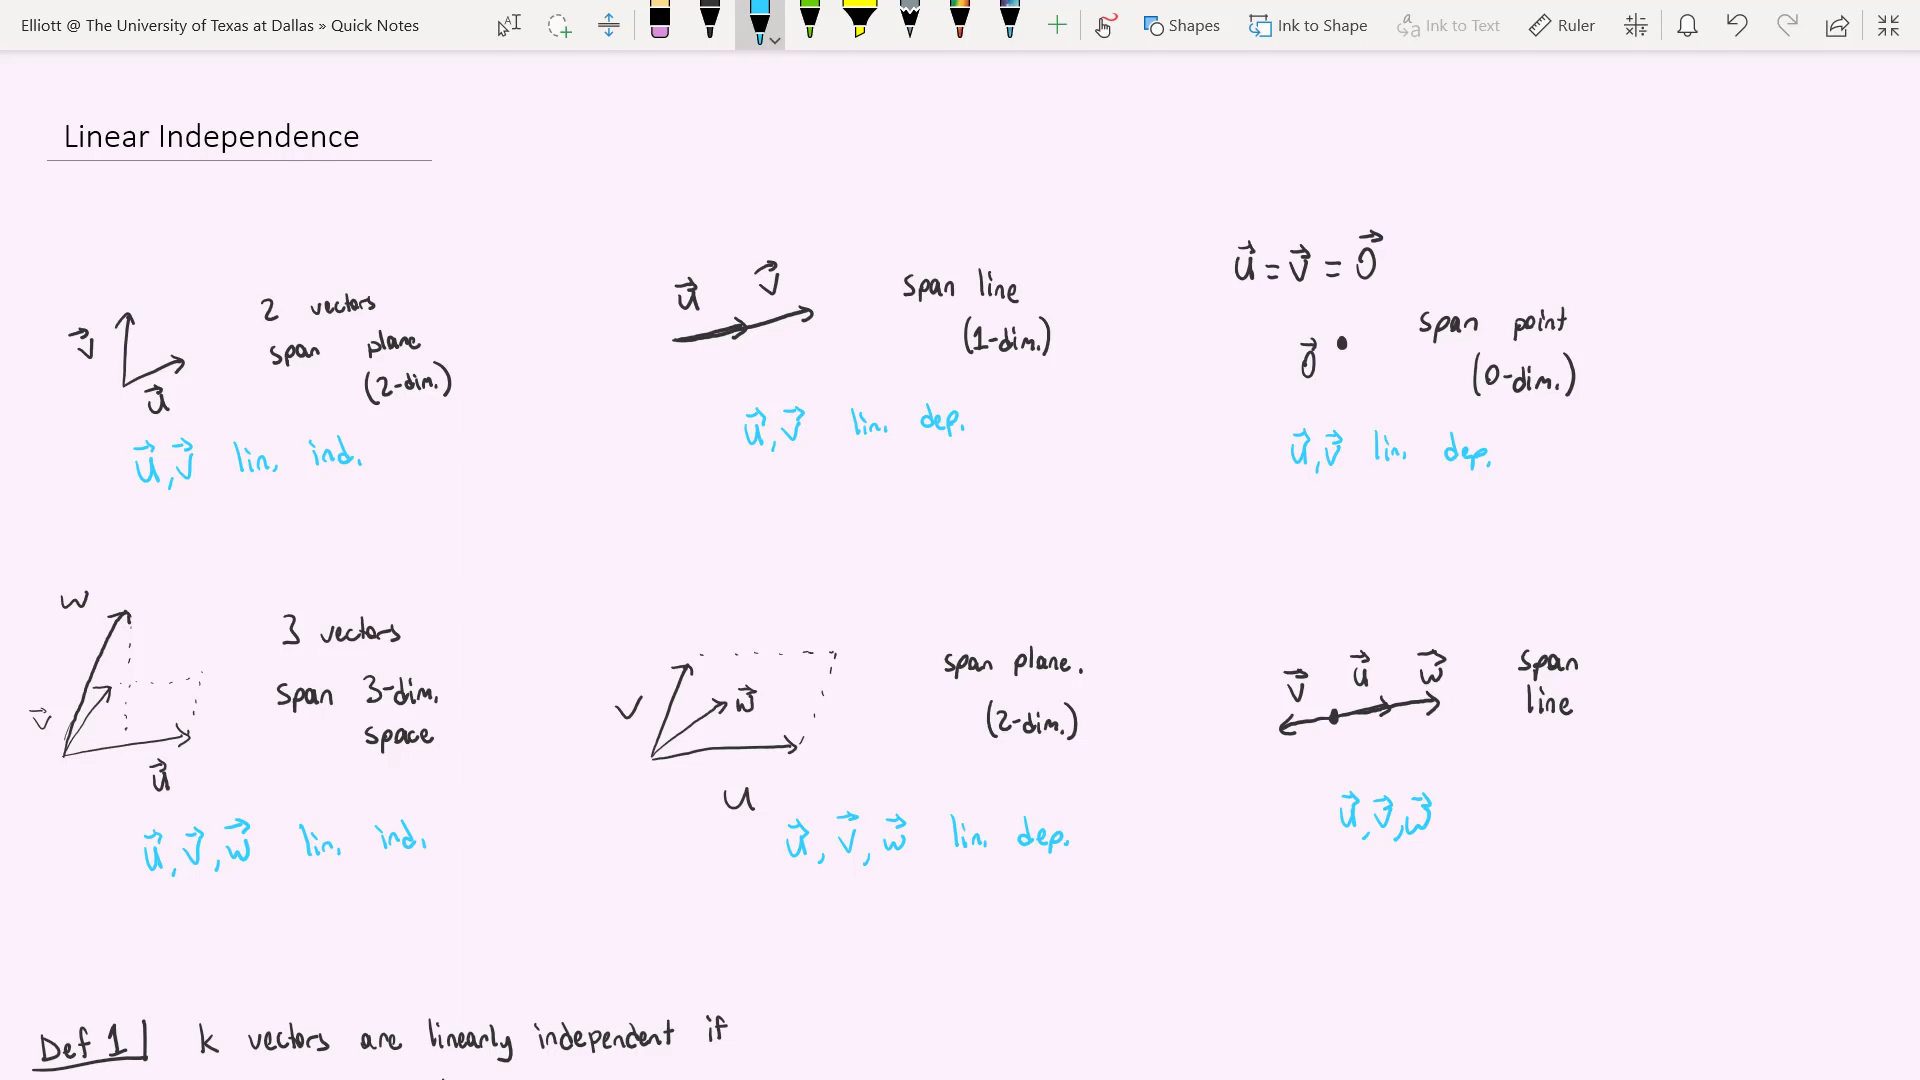 Elliott @ The University of Texas at Dallas » Quick Notes
Shapes
Ink to Shape
Ink to Text
Ruler
Linear Independence
v⃗
u⃗
2 vectors
span plane
(2-dim.)
u⃗, v⃗ lin. ind.
u⃗ v⃗
span line
(1-dim.)
u⃗, v⃗ lin. dep.
u⃗ = v⃗ = 0⃗
0⃗
span point
(0-dim.)
u⃗, v⃗ lin. dep.
w
v⃗
u⃗
3 vectors
span 3-dim.
space
u⃗, v⃗, w⃗ lin. ind.
v
w⃗
u
span plane.
(2-dim.)
u⃗, v⃗, w⃗ lin. dep.
v⃗ u⃗ w⃗
span
line
u⃗, v⃗, w⃗
Def 1 k vectors are linearly independent if